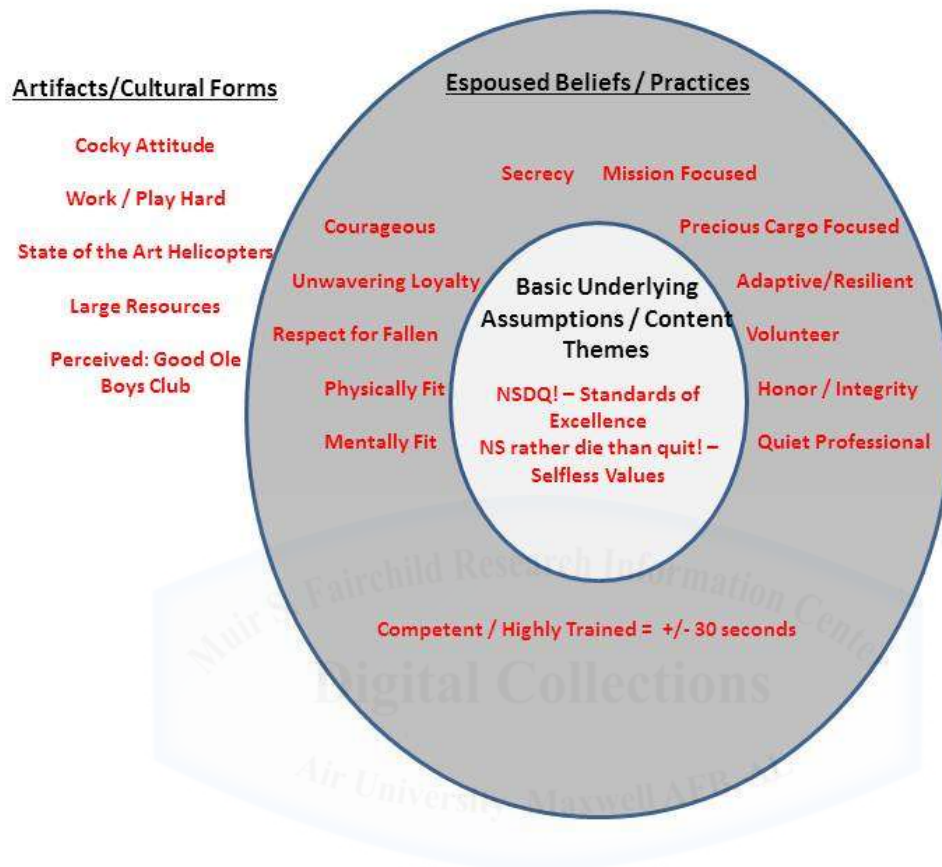 Artifacts/Cultural Forms
Cocky Attitude
Work / Play Hard
State of the Art Helicopters
Large Resources
Perceived: Good Ole
Boys Club
Espoused Beliefs / Practices
Secrecy
Mission Focused
Courageous
Precious Cargo Focused
Unwavering Loyalty
Adaptive/Resilient
Respect for Fallen
Volunteer
Physically Fit
Honor / Integrity
Mentally Fit
Quiet Professional
Basic Underlying
Assumptions / Content
Themes
NSDQ! – Standards of
Excellence
NS rather die than quit! –
Selfless Values
Competent / Highly Trained = +/- 30 seconds
Muir S. Fairchild Research Information Center
Digital Collections
Air University, Maxwell AFB,